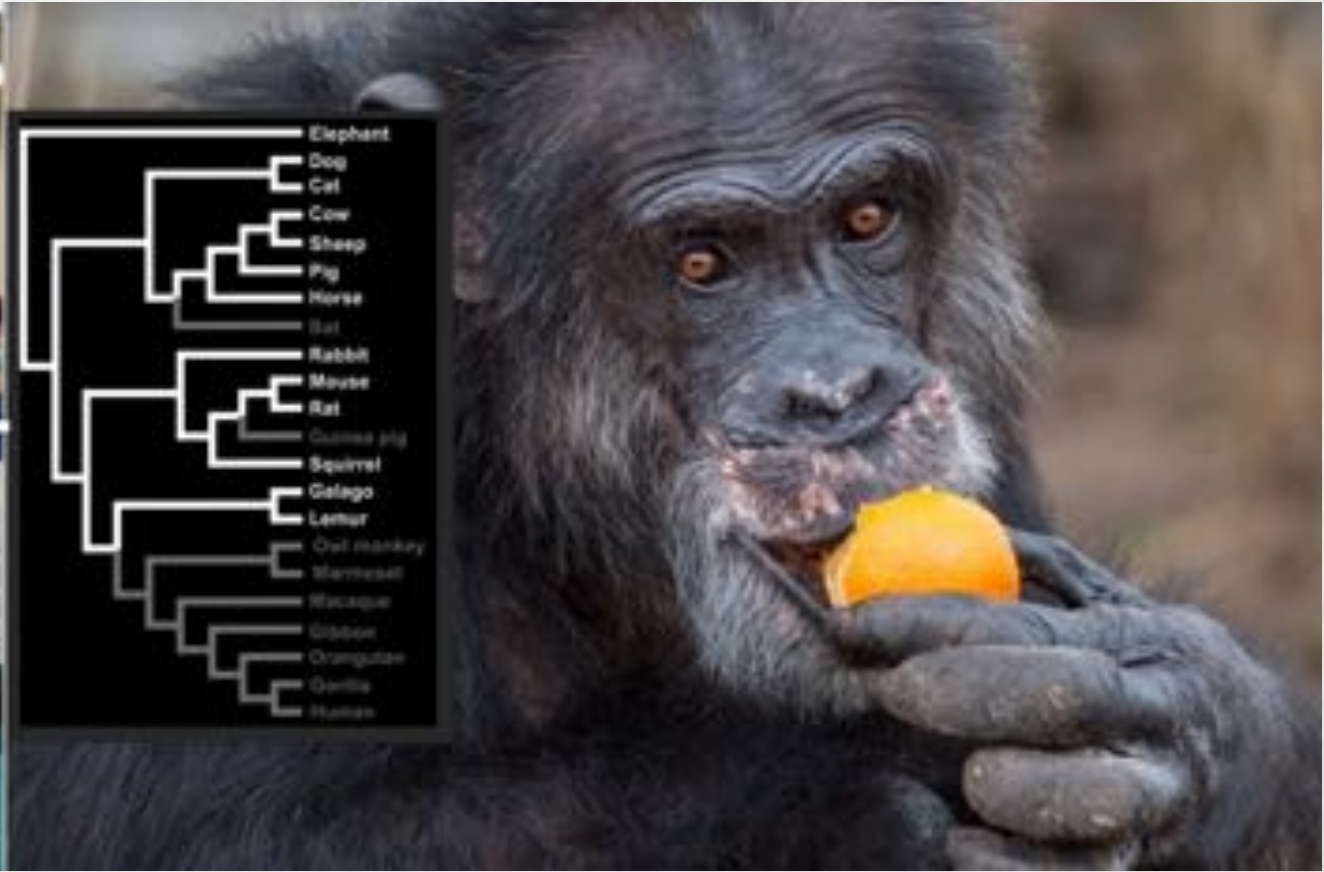 Elephant
Dog
Cat
Cow
Sheep
Pig
Horse
Bat
Rabbit
Mouse
Rat
Guinea pig
Squirrel
Galago
Lemur
Owl monkey
Marmoset
Macaque
Gibbon
Orangutan
Gorilla
Human